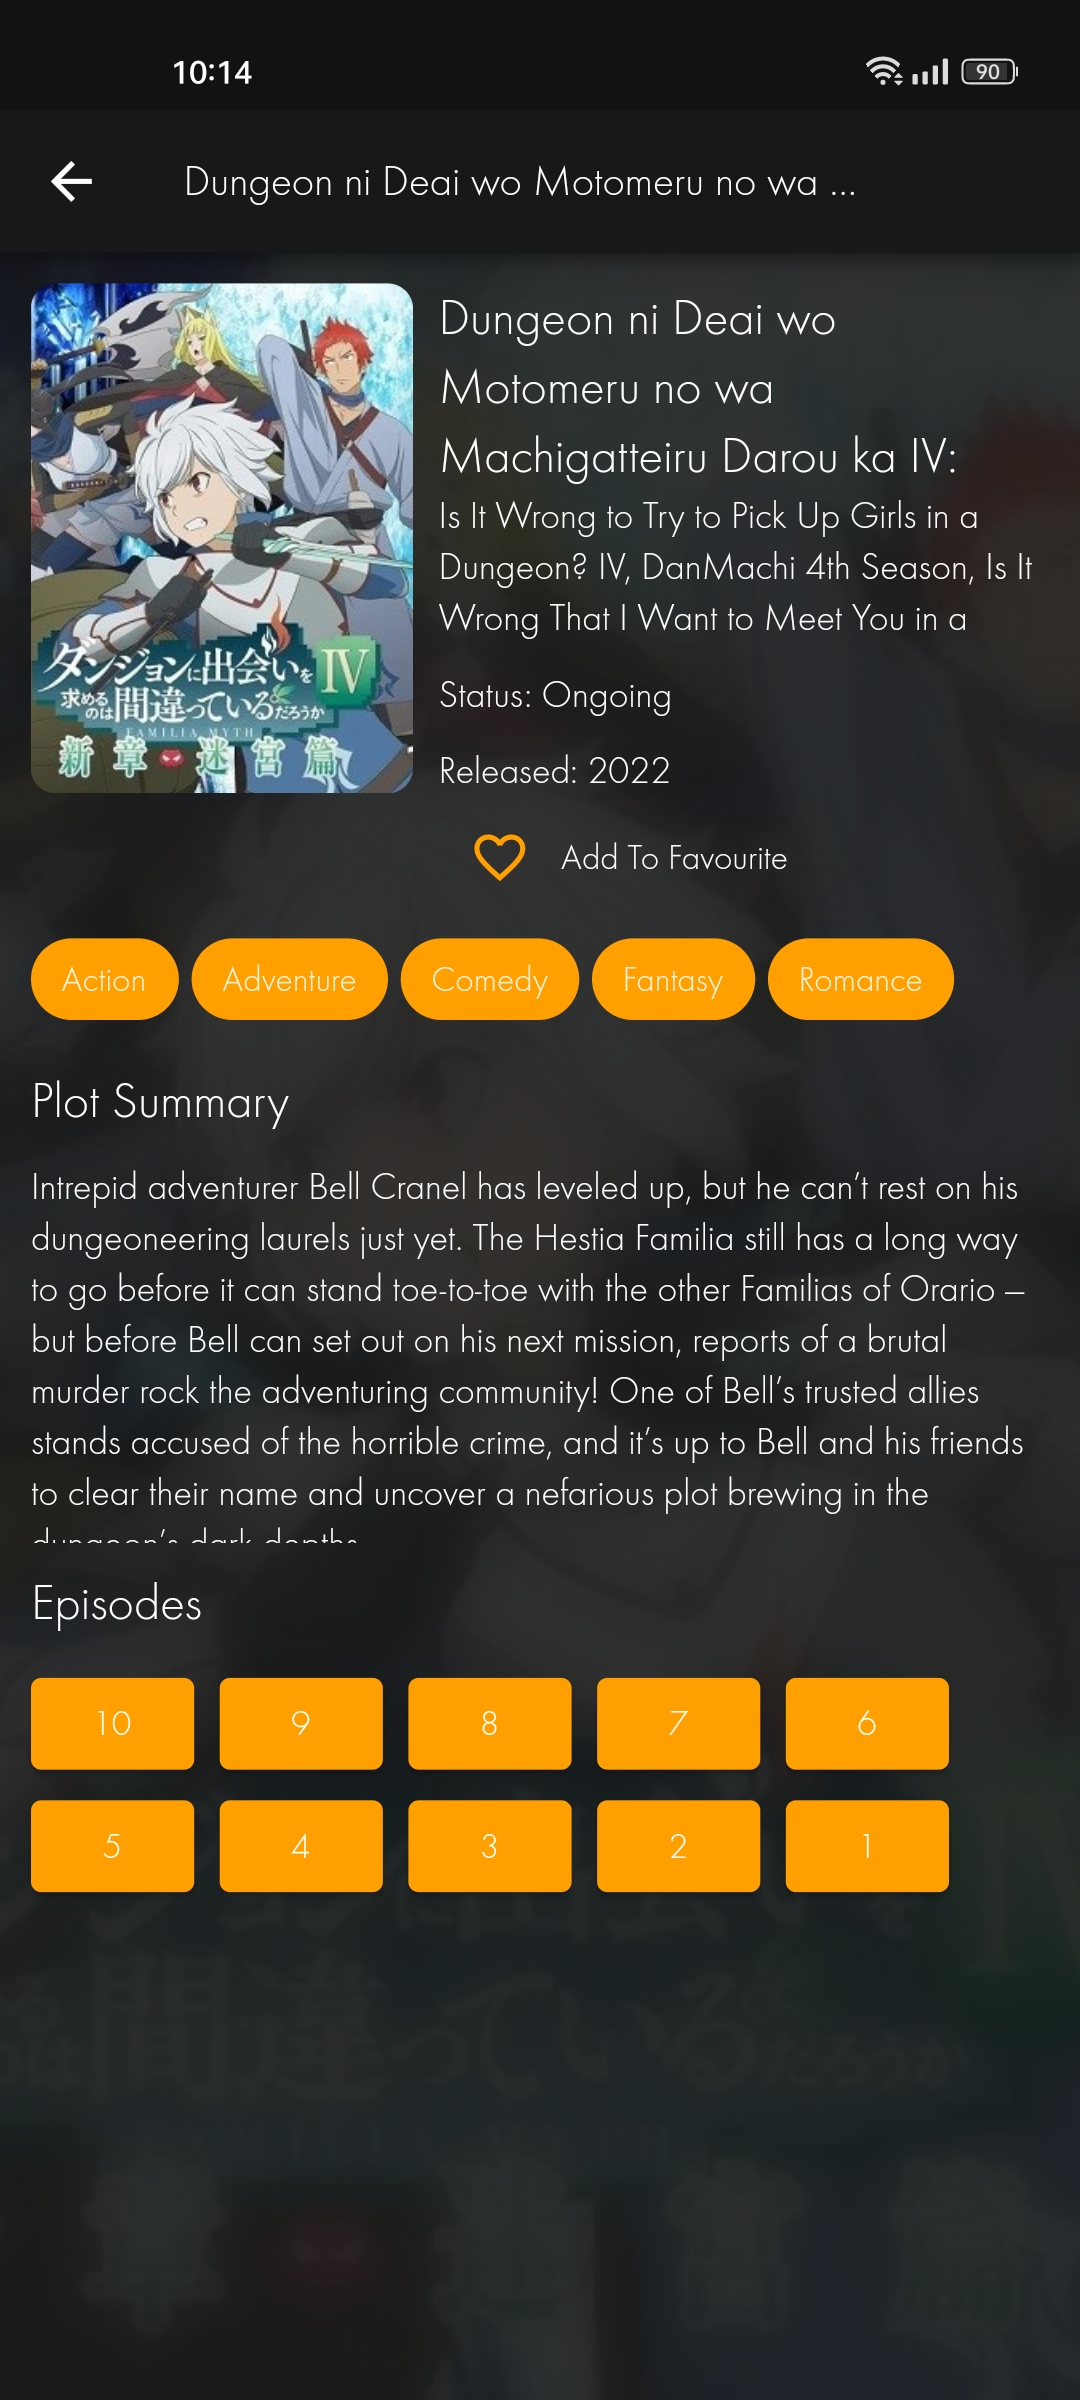 10:14
90
Dungeon ni Deai wo Motomeru no wa ...
ダンジョンに出会いを
求める
のは間違っているだろうか
IV
FAMILIA MYTH
新章 迷宮篇
Dungeon ni Deai wo
Motomeru no wa
Machigatteiru Darou ka IV:
Is It Wrong to Try to Pick Up Girls in a
Dungeon? IV, DanMachi 4th Season, Is It
Wrong That I Want to Meet You in a
Status: Ongoing
Released: 2022
Add To Favourite
Action Adventure Comedy Fantasy Romance
Plot Summary
Intrepid adventurer Bell Cranel has leveled up, but he can’t rest on his
dungeoneering laurels just yet. The Hestia Familia still has a long way
to go before it can stand toe-to-toe with the other Familias of Orario –
but before Bell can set out on his next mission, reports of a brutal
murder rock the adventuring community! One of Bell’s trusted allies
stands accused of the horrible crime, and it’s up to Bell and his friends
to clear their name and uncover a nefarious plot brewing in the
dungeon’s dark depths
Episodes
10 9 8 7 6
5 4 3 2 1